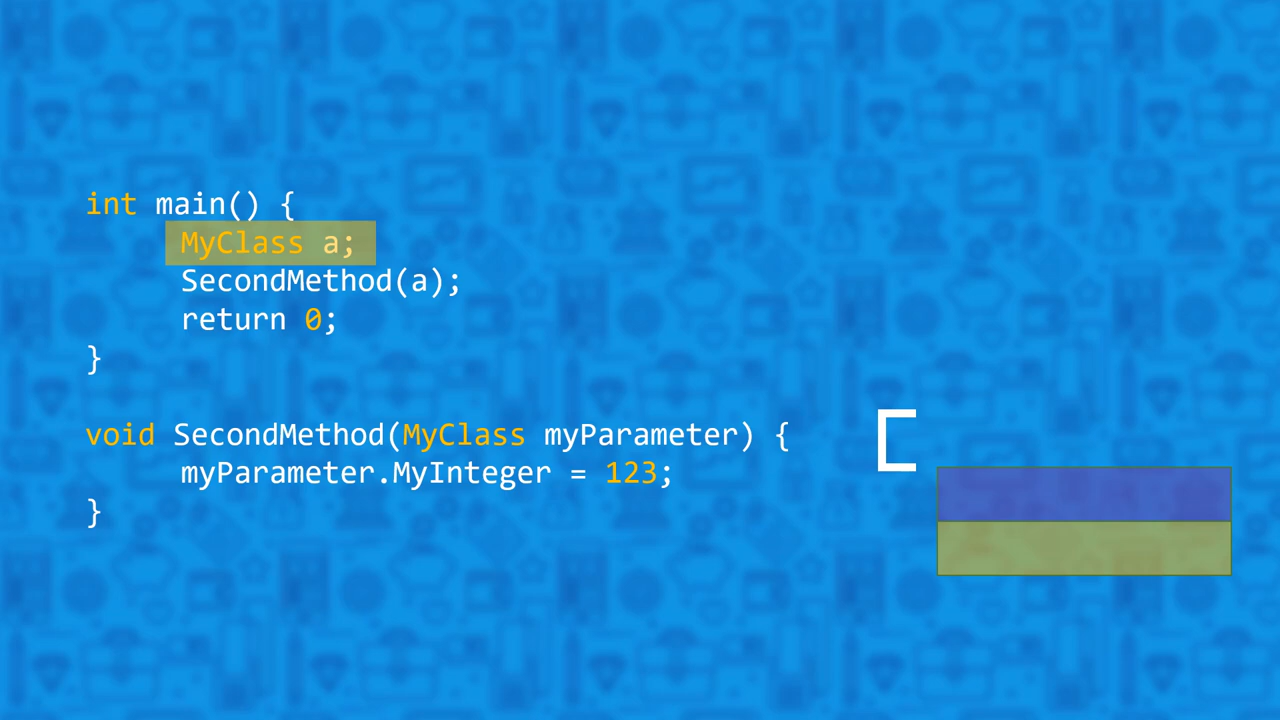 int main() {
MyClass a;
SecondMethod(a);
return 0;
}
void SecondMethod(MyClass myParameter) {
myParameter.MyInteger = 123;
}